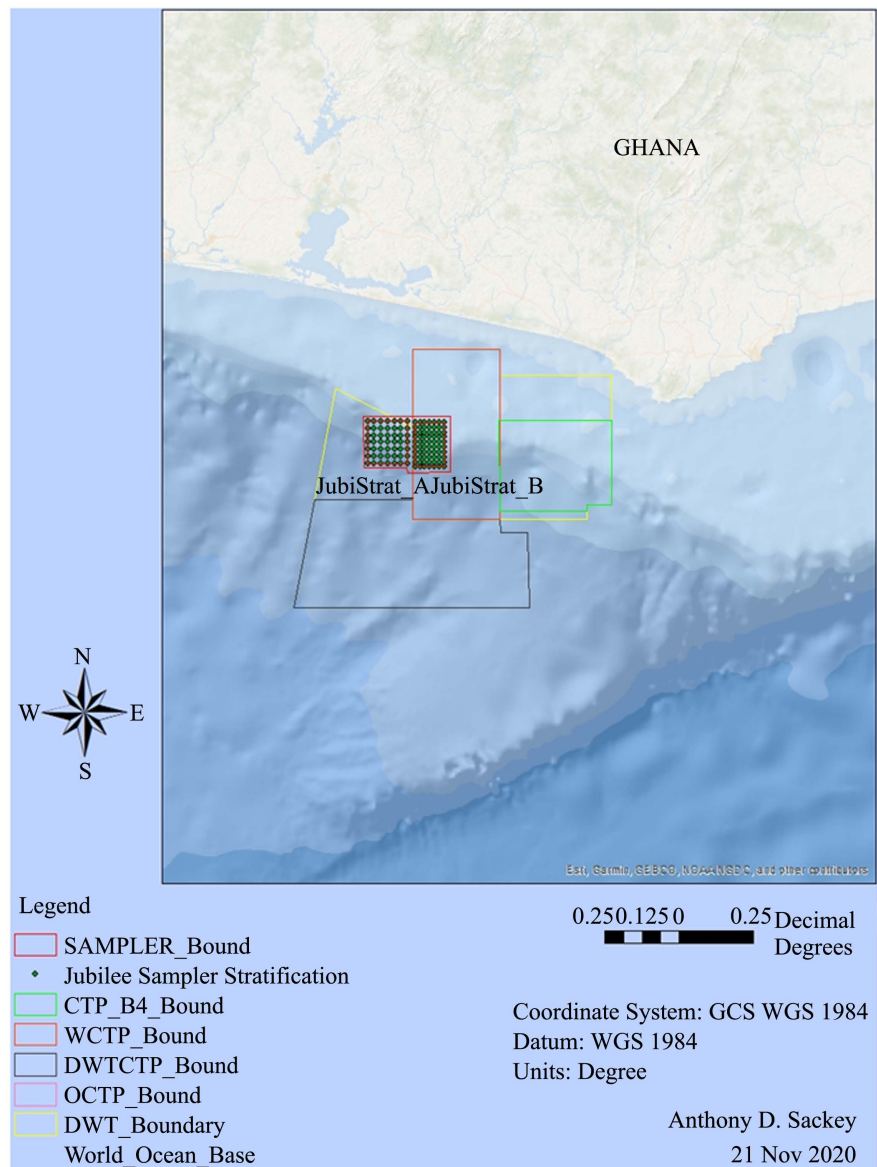 GHANA
JubiStrat_AJubiStrat_B
N
W E
S
Esri, Garmin, GEBCO, NOAA NGDC, and other contributors
Legend
SAMPLER_Bound
Jubilee Sampler Stratification
CTP_B4_Bound
WCTP_Bound
DWTCTP_Bound
OCTP_Bound
DWT_Boundary
World_Ocean_Base
0.250.125 0 0.25 Decimal
Degrees
Coordinate System: GCS WGS 1984
Datum: WGS 1984
Units: Degree
Anthony D. Sackey
21 Nov 2020